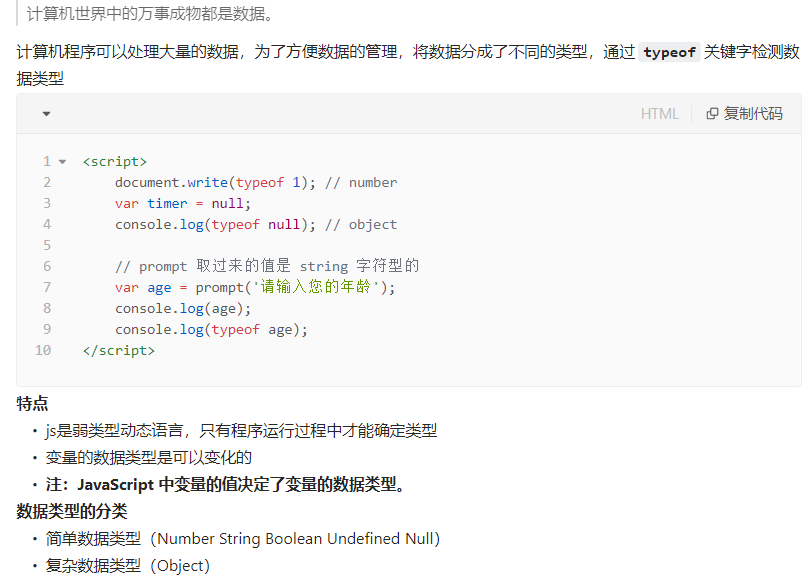 计算机世界中的万事成物都是数据。
计算机程序可以处理大量的数据，为了方便数据的管理，将数据分成了不同的类型，通过 typeof 关键字检测数
据类型
HTML 复制代码
1 <script>
2 document.write(typeof 1); // number
3 var timer = null;
4 console.log(typeof null); // object
5
6 // prompt 取过来的值是 string 字符型的
7 var age = prompt('请输入您的年龄');
8 console.log(age);
9 console.log(typeof age);
10 </script>
特点
• js是弱类型动态语言，只有程序运行过程中才能确定类型
• 变量的数据类型是可以变化的
• 注：JavaScript 中变量的值决定了变量的数据类型。
数据类型的分类
• 简单数据类型（Number String Boolean Undefined Null）
• 复杂数据类型（Object）